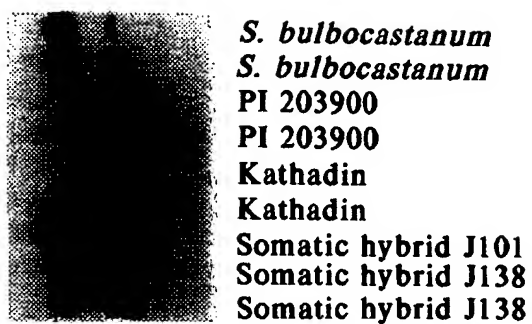 S. bulbocastanum
S. bulbocastanum
PI 203900
PI 203900
Kathadin
Kathadin
Somatic hybrid J101
Somatic hybrid J138
Somatic hybrid J138